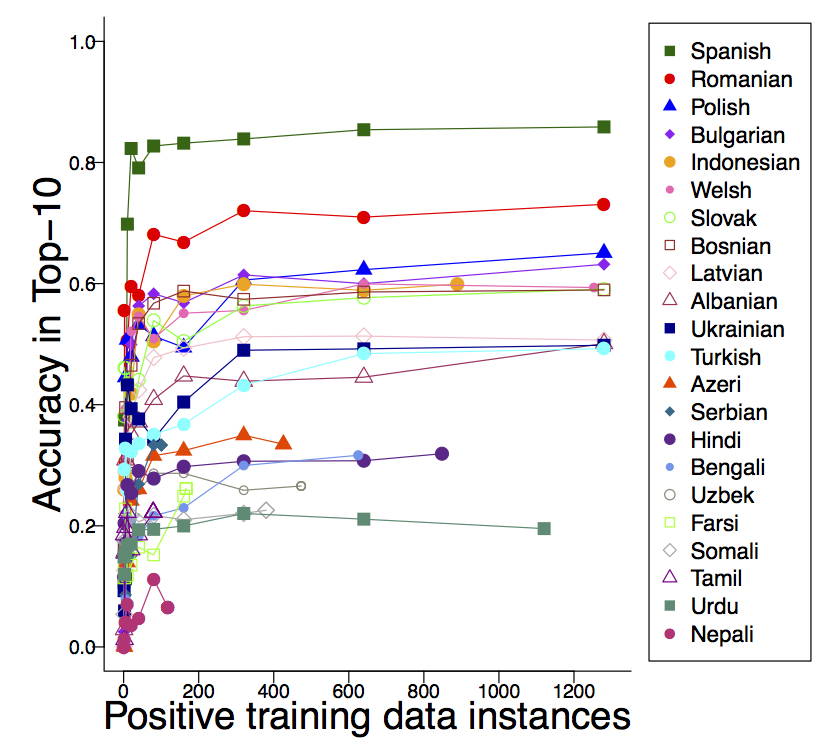 Accuracy in Top-10
1.0
0.8
0.6
0.4
0.2
0.0
0
200
400
600
800
1000
1200
Positive training data instances
Spanish
Romanian
Polish
Bulgarian
Indonesian
Welsh
Slovak
Bosnian
Latvian
Albanian
Ukrainian
Turkish
Azeri
Serbian
Hindi
Bengali
Uzbek
Farsi
Somali
Tamil
Urdu
Nepali